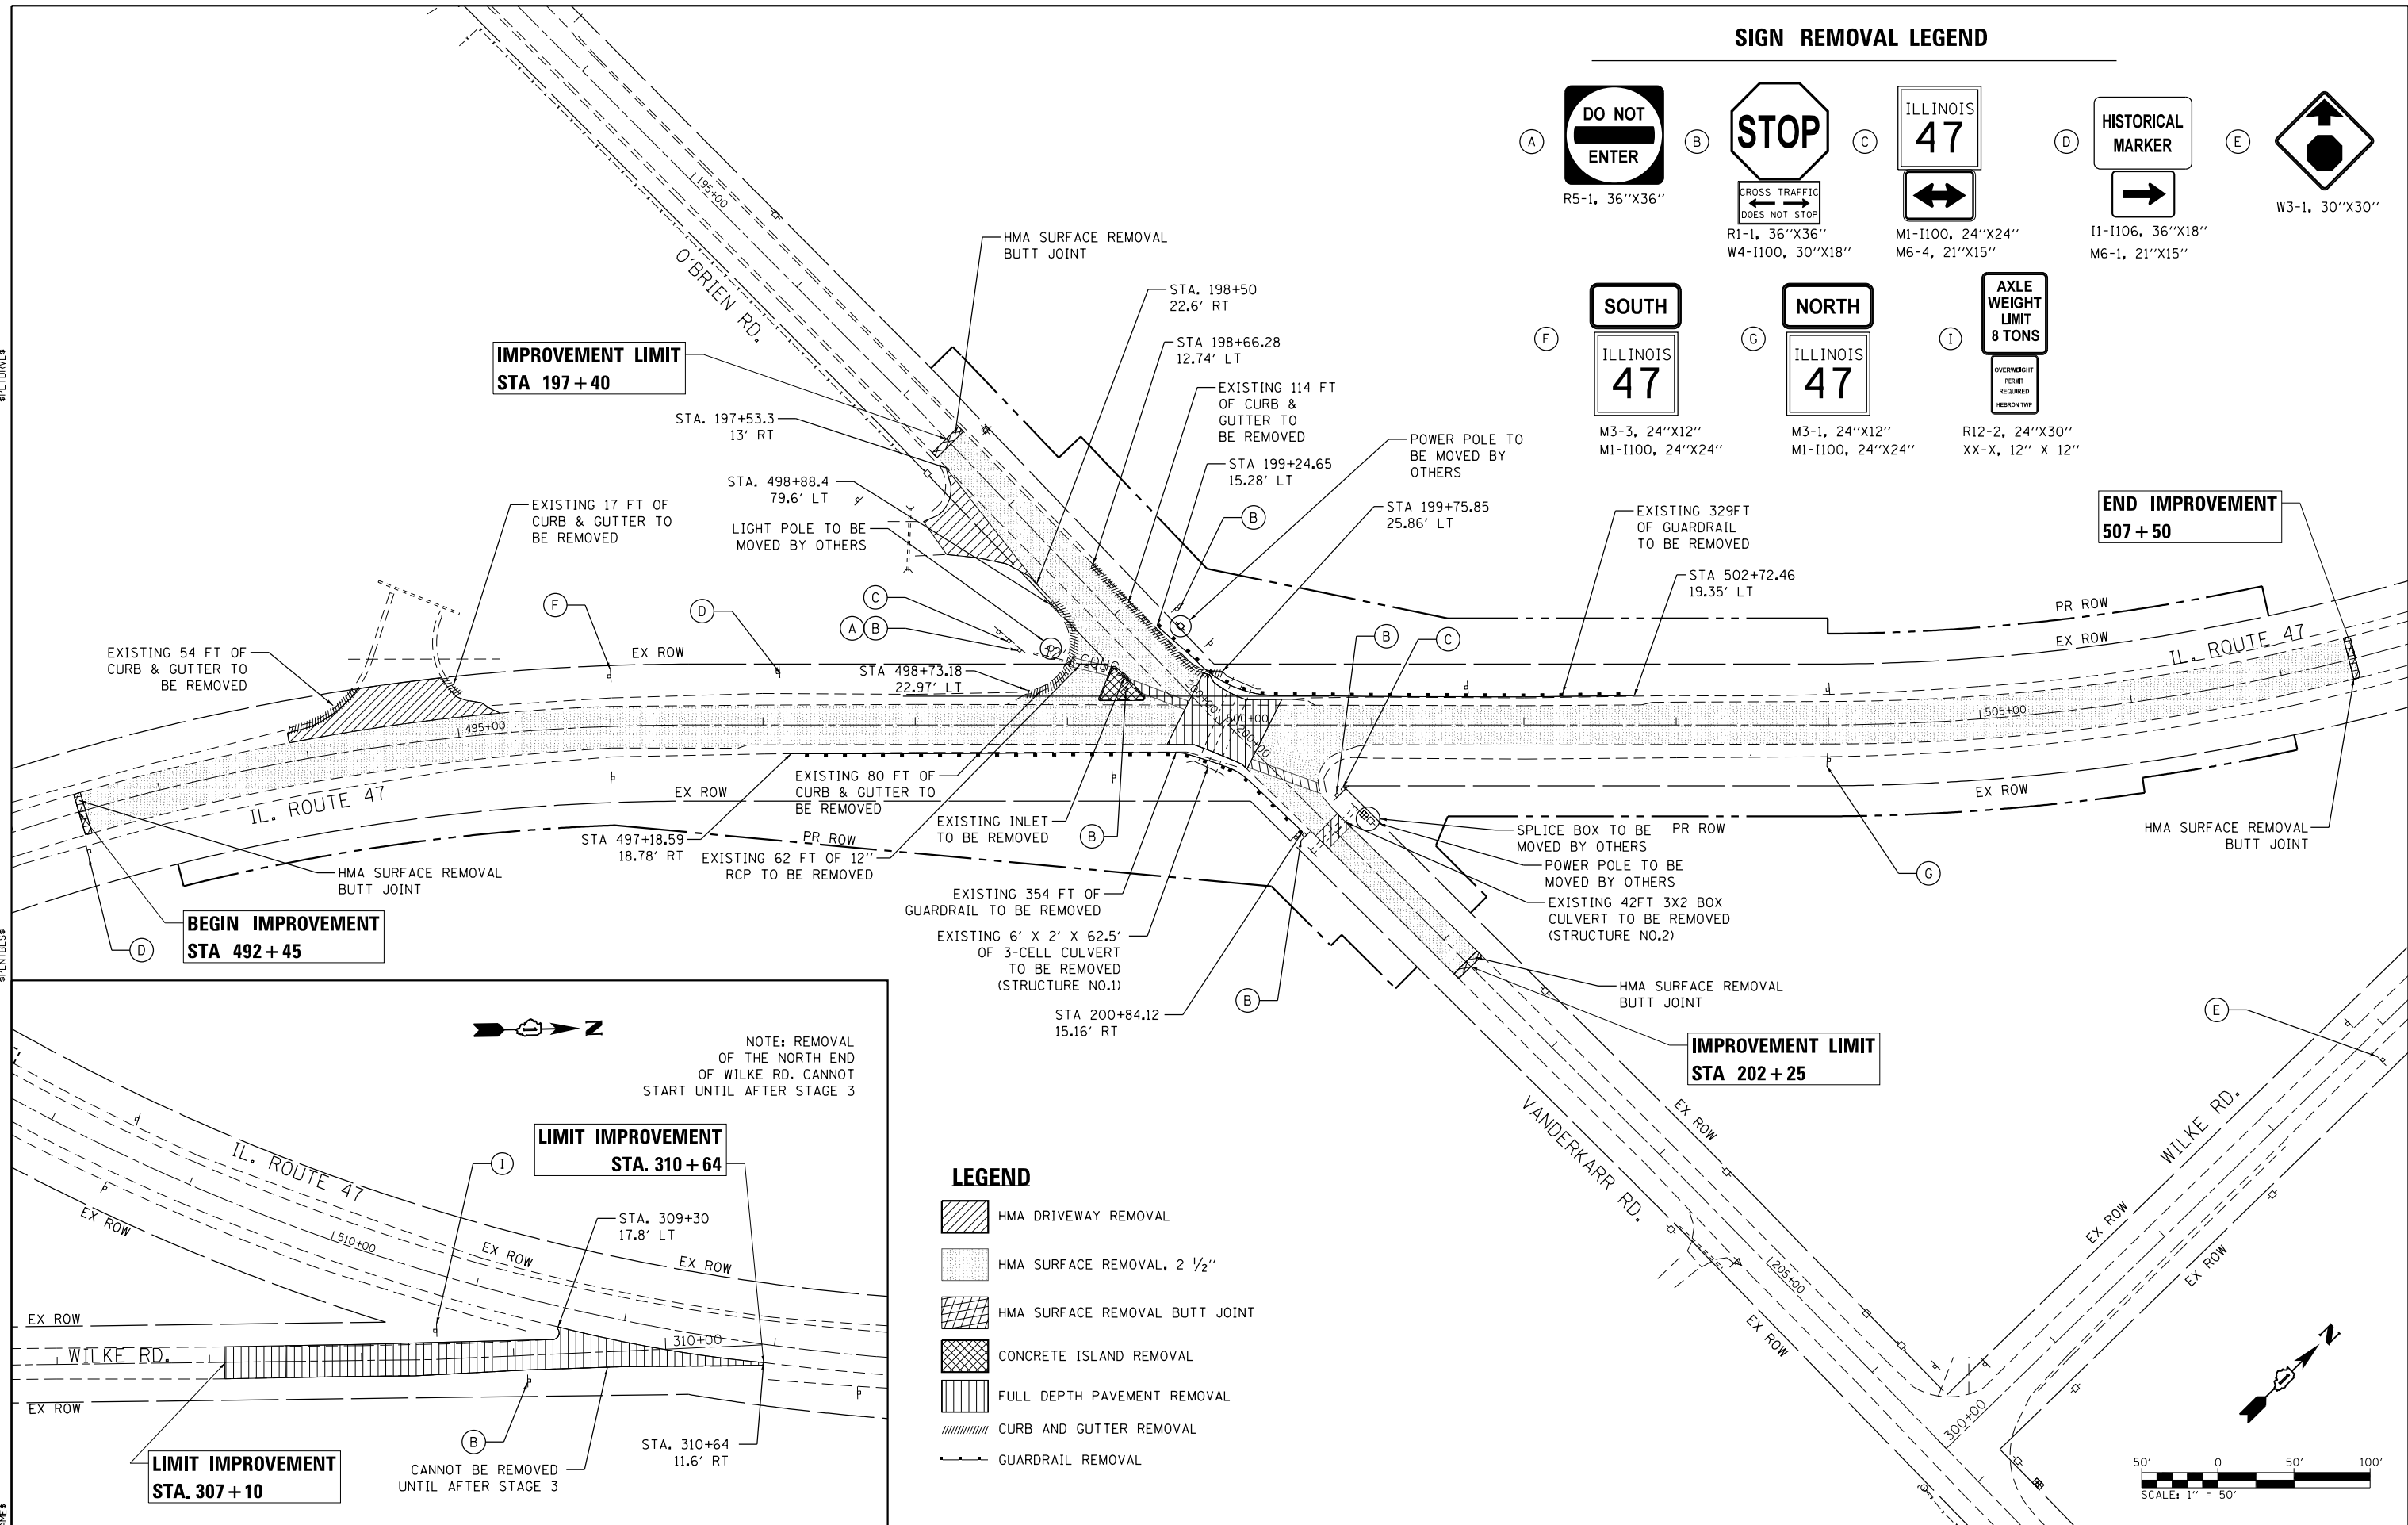 SIGN REMOVAL LEGEND
A
DO NOT
ENTER
R5-1, 36''X36''
B
STOP
CROSS TRAFFIC
DOES NOT STOP
R1-1, 36''X36''
W4-I100, 30''X18''
C
ILLINOIS
47
M1-I100, 24''X24''
M6-4, 21''X15''
D
HISTORICAL
MARKER
I1-I106, 36''X18''
M6-1, 21''X15''
E
W3-1, 30''X30''
F
SOUTH
ILLINOIS
47
M3-3, 24''X12''
M1-I100, 24''X24''
G
NORTH
ILLINOIS
47
M3-1, 24''X12''
M1-I100, 24''X24''
I
AXLE
WEIGHT
LIMIT
8 TONS
OVERWEIGHT
PERMIT
REQUIRED
HEBRON TWP
R12-2, 24''X30''
XX-X, 12'' X 12''
195+00
O'BRIEN RD.
HMA SURFACE REMOVAL
BUTT JOINT
IMPROVEMENT LIMIT
STA 197+40
STA. 198+50
22.6' RT
STA 198+66.28
12.74' LT
EXISTING 114 FT
OF CURB &
GUTTER TO
BE REMOVED
STA. 197+53.3
13' RT
STA. 498+88.4
79.6' LT
LIGHT POLE TO BE
MOVED BY OTHERS
POWER POLE TO
BE MOVED BY
OTHERS
STA 199+24.65
15.28' LT
STA 199+75.85
25.86' LT
B
EXISTING 17 FT OF
CURB & GUTTER TO
BE REMOVED
EXISTING 329FT
OF GUARDRAIL
TO BE REMOVED
STA 502+72.46
19.35' LT
END IMPROVEMENT
507+50
F
D
C
A
B
B
C
PR ROW
EX ROW
IL. ROUTE 47
EXISTING 54 FT OF
CURB & GUTTER TO
BE REMOVED
EX ROW
STA 498+73.18
22.97' LT
495+00
200+00
500+00
200+00
505+00
IL. ROUTE 47
EX ROW
EXISTING 80 FT OF
CURB & GUTTER TO
BE REMOVED
EXISTING INLET
TO BE REMOVED
B
STA 497+18.59
18.78' RT
PR ROW
EXISTING 62 FT OF 12''
RCP TO BE REMOVED
EX ROW
SPLICE BOX TO BE
MOVED BY OTHERS
PR ROW
POWER POLE TO BE
MOVED BY OTHERS
G
HMA SURFACE REMOVAL
BUTT JOINT
HMA SURFACE REMOVAL
BUTT JOINT
BEGIN IMPROVEMENT
STA 492+45
D
EXISTING 354 FT OF
GUARDRAIL TO BE REMOVED
EXISTING 42FT 3X2 BOX
CULVERT TO BE REMOVED
(STRUCTURE NO.2)
EXISTING 6' X 2' X 62.5'
OF 3-CELL CULVERT
TO BE REMOVED
(STRUCTURE NO.1)
B
STA 200+84.12
15.16' RT
HMA SURFACE REMOVAL
BUTT JOINT
IMPROVEMENT LIMIT
STA 202+25
E
VANDERKARR RD.
EX ROW
WILKE RD.
EX ROW
EX ROW
205+00
EX ROW
300+00
N
50'
0
50'
100'
SCALE: 1'' = 50'
N
NOTE: REMOVAL
OF THE NORTH END
OF WILKE RD. CANNOT
START UNTIL AFTER STAGE 3
LIMIT IMPROVEMENT
STA. 310+64
I
IL. ROUTE 47
EX ROW
510+00
STA. 309+30
17.8' LT
EX ROW
EX ROW
EX ROW
WILKE RD.
310+00
EX ROW
B
LIMIT IMPROVEMENT
STA. 307+10
CANNOT BE REMOVED
UNTIL AFTER STAGE 3
STA. 310+64
11.6' RT
LEGEND
HMA DRIVEWAY REMOVAL
HMA SURFACE REMOVAL, 2 1/2''
HMA SURFACE REMOVAL BUTT JOINT
CONCRETE ISLAND REMOVAL
FULL DEPTH PAVEMENT REMOVAL
CURB AND GUTTER REMOVAL
GUARDRAIL REMOVAL